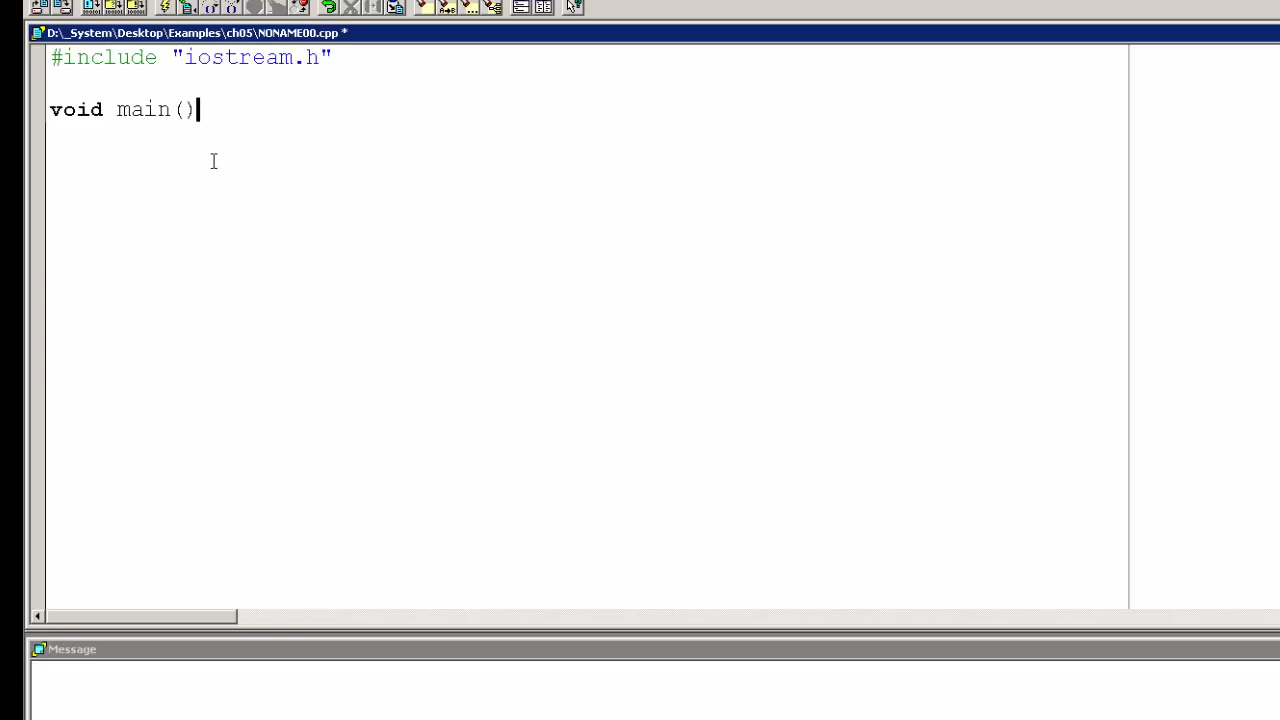 D:\_System\Desktop\Examples\ch05\NONAME00.cpp *
#include "iostream.h"
void main()
Message